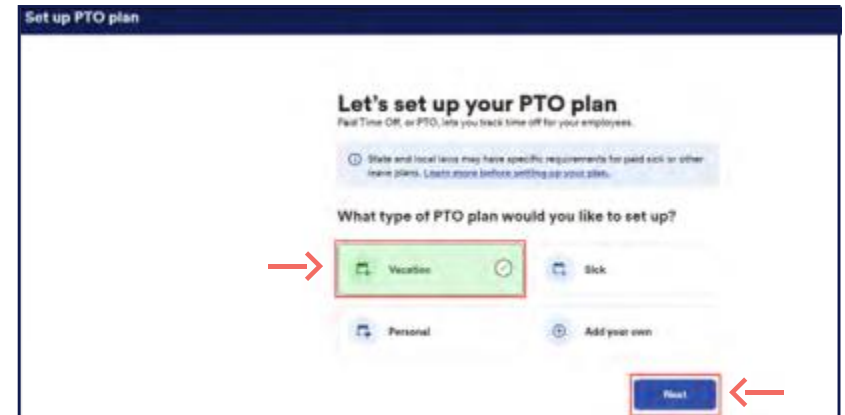 Set up PTO plan
Let's set up your PTO plan
Paid Time Off, or PTO, lets you track time off for your employees.
State and local laws may have specific requirements for paid sick or other
leave plans. Learn more before setting up your plan.
What type of PTO plan would you like to set up?
Vacation
Sick
Personal
Add your own
Next